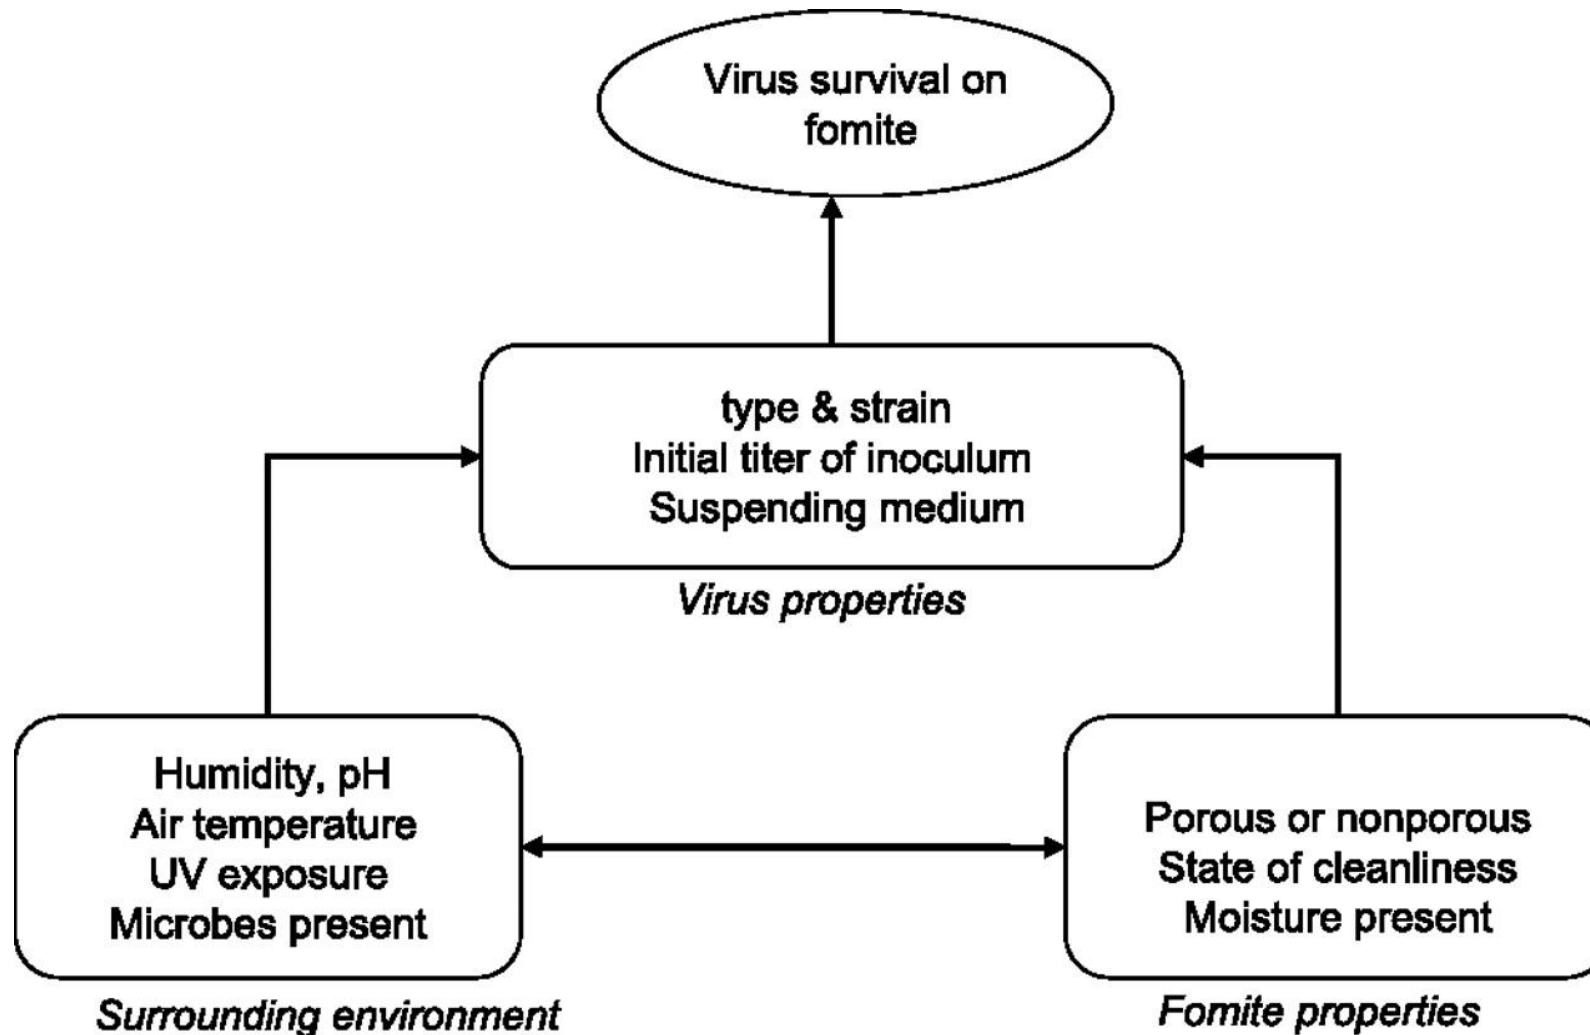 Virus survival on
fomite
type & strain
Initial titer of inoculum
Suspending medium
Virus properties
Humidity, pH
Air temperature
UV exposure
Microbes present
Surrounding environment
Porous or nonporous
State of cleanliness
Moisture present
Fomite properties